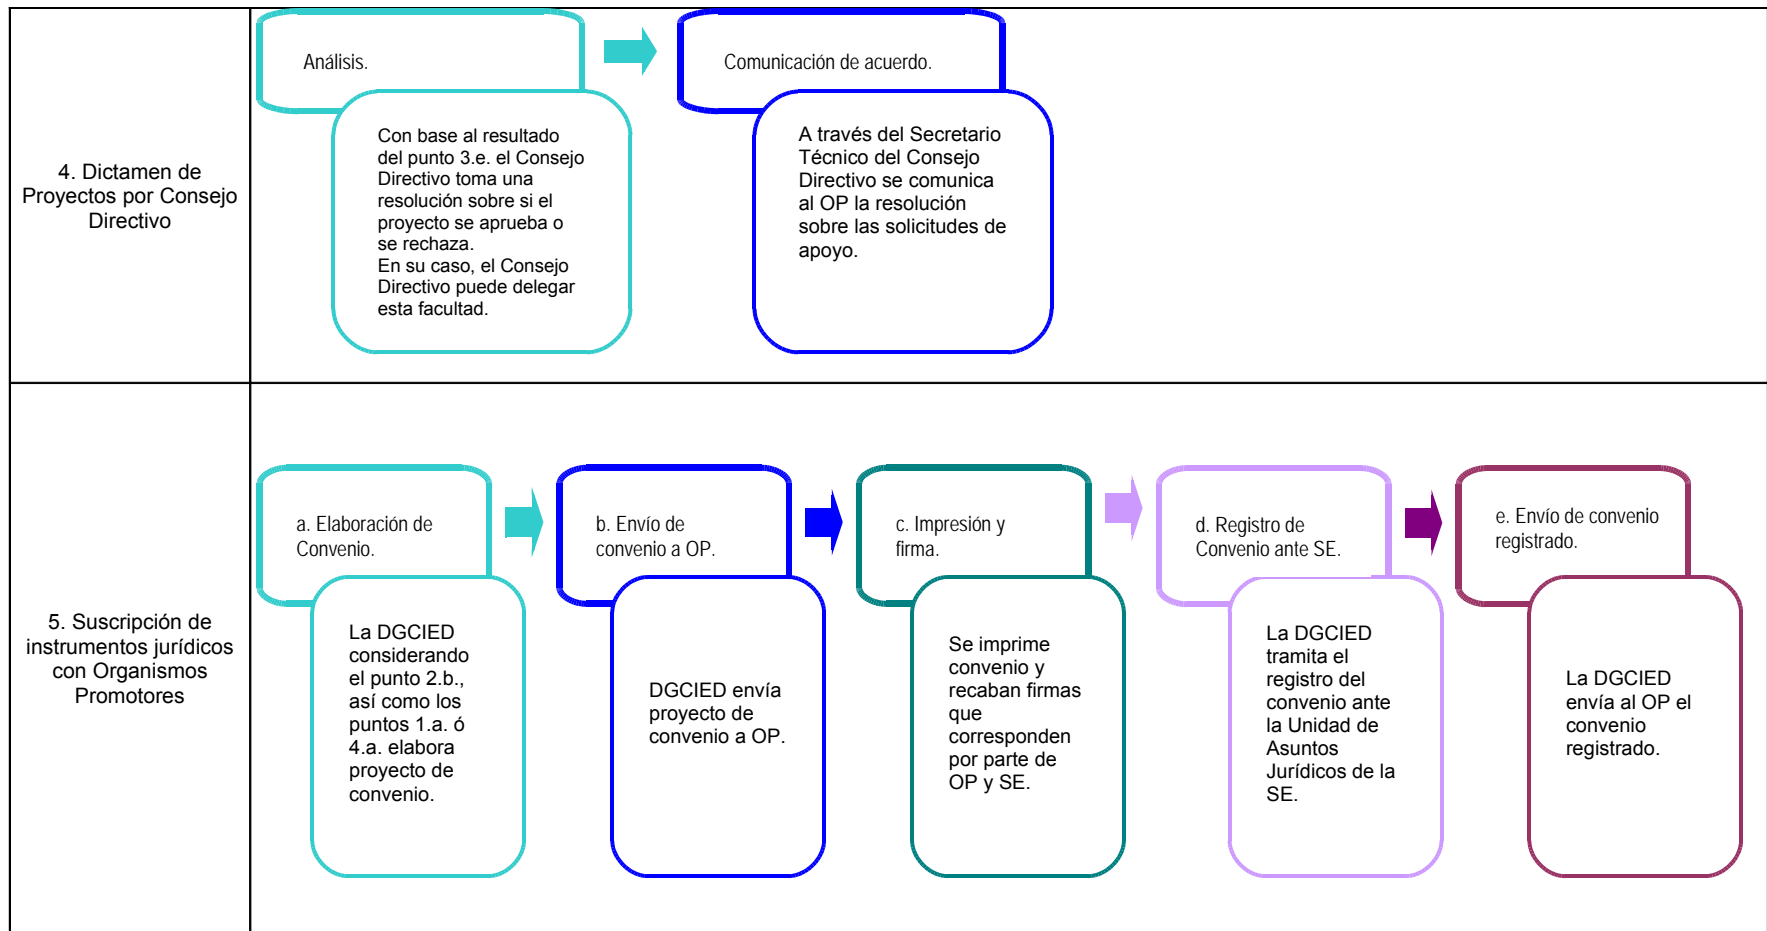 4. Dictamen de
Proyectos por Consejo
Directivo
Análisis.
Con base al resultado
del punto 3.e. el Consejo
Directivo toma una
resolución sobre si el
proyecto se aprueba o
se rechaza.
En su caso, el Consejo
Directivo puede delegar
esta facultad.
Comunicación de acuerdo.
A través del Secretario
Técnico del Consejo
Directivo se comunica
al OP la resolución
sobre las solicitudes de
apoyo.
5. Suscripción de
instrumentos jurídicos
con Organismos
Promotores
a. Elaboración de
Convenio.
La DGCIED
considerando
el punto 2.b.,
así como los
puntos 1.a. ó
4.a. elabora
proyecto de
convenio.
b. Envío de
convenio a OP.
DGCIED envía
proyecto de
convenio a OP.
c. Impresión y
firma.
Se imprime
convenio y
recaban firmas
que
corresponden
por parte de
OP y SE.
d. Registro de
Convenio ante SE.
La DGCIED
tramita el
registro del
convenio ante
la Unidad de
Asuntos
Jurídicos de la
SE.
e. Envío de convenio
registrado.
La DGCIED
envía al OP el
convenio
registrado.